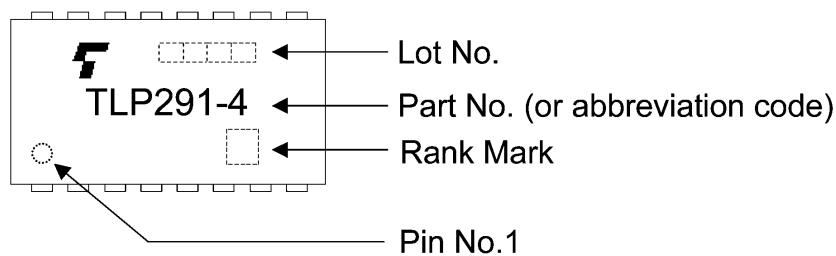 Lot No.
TLP291-4
Part No. (or abbreviation code)
Rank Mark
Pin No.1